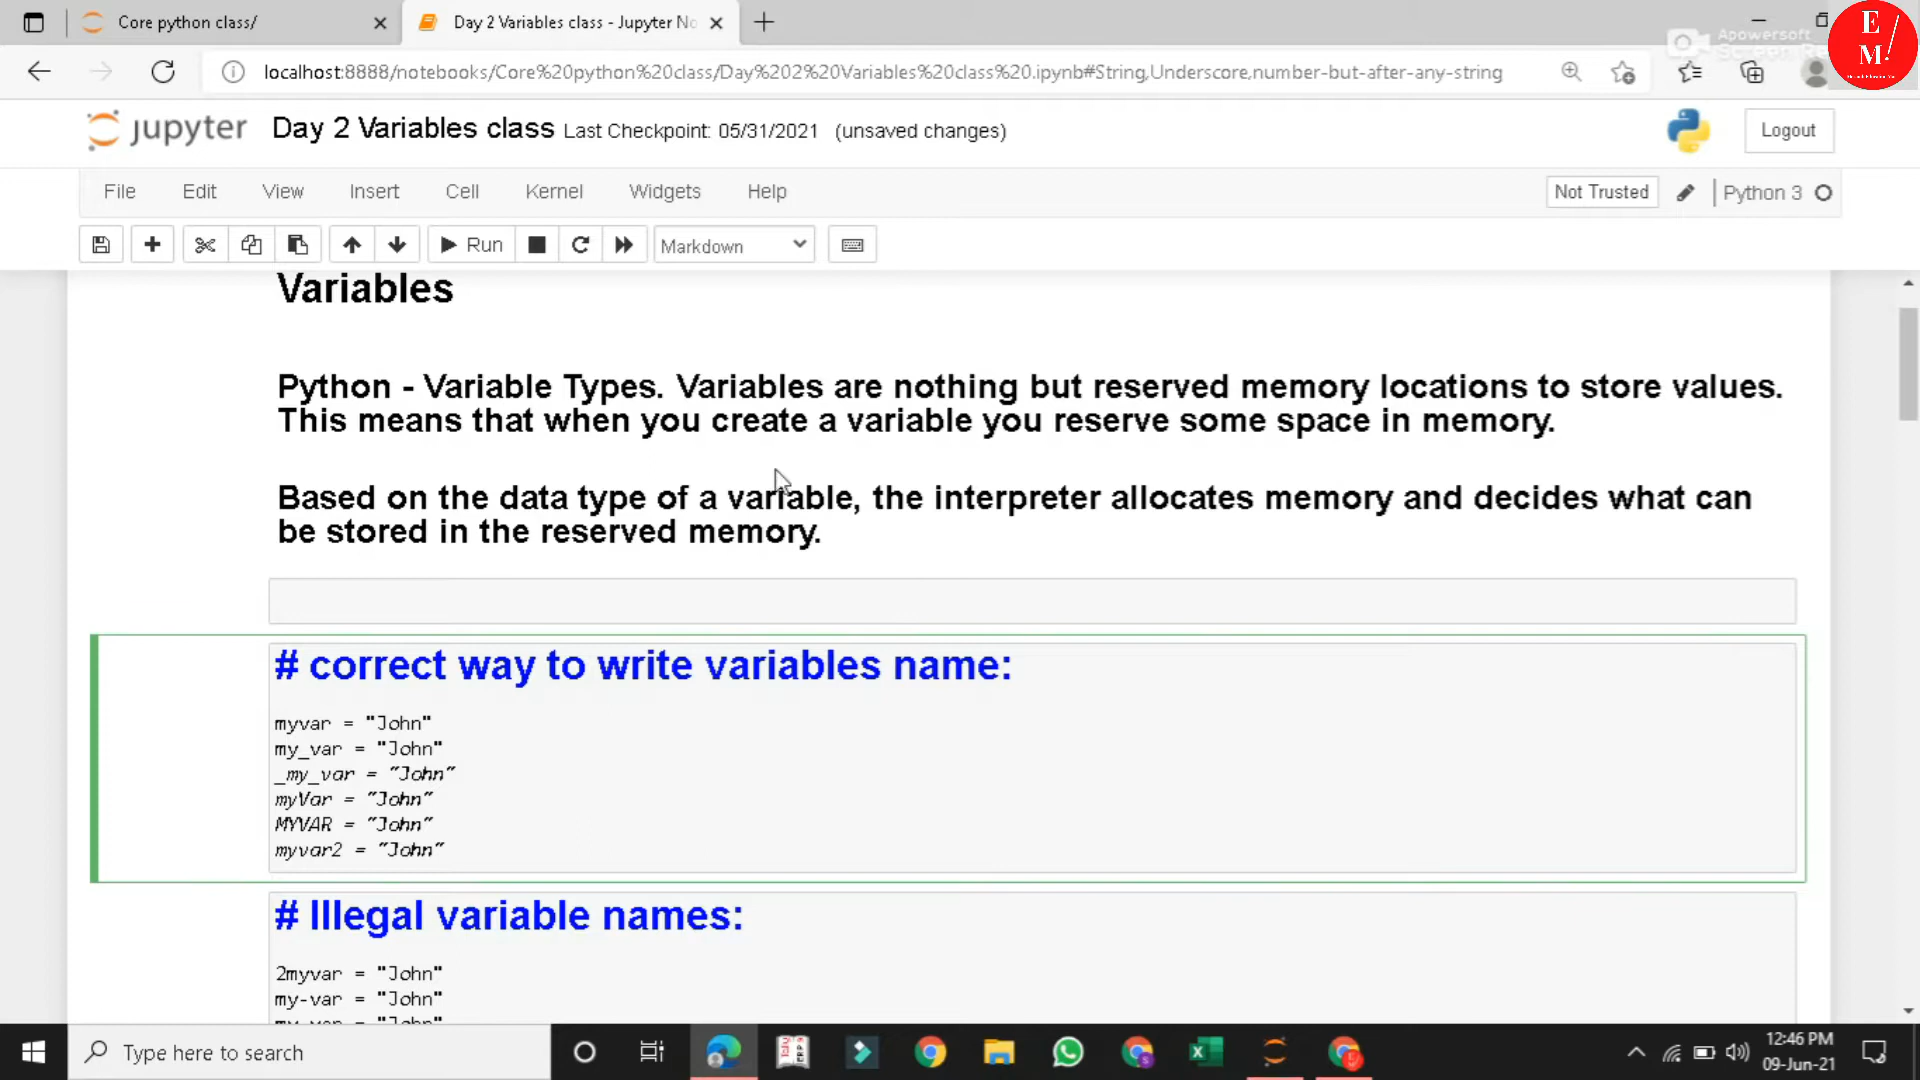 Core python class/
Day 2 Variables class - Jupyter No
Apowersoft
E
M!
localhost:8888/notebooks/Core%20python%20class/Day%202%20Variables%20class%20.ipynb#String,Underscore,number-but-after-any-string
jupyter Day 2 Variables class Last Checkpoint: 05/31/2021 (unsaved changes)
Logout
File Edit View Insert Cell Kernel Widgets Help
Not Trusted Python 3
Run Markdown
Variables
Python - Variable Types. Variables are nothing but reserved memory locations to store values.
This means that when you create a variable you reserve some space in memory.
Based on the data type of a variable, the interpreter allocates memory and decides what can
be stored in the reserved memory.
# correct way to write variables name:
myvar = "John"
my_var = "John"
_my_var = "John"
myVar = "John"
MYVAR = "John"
myvar2 = "John"
# Illegal variable names:
2myvar = "John"
my-var = "John"
Type here to search
12:46 PM
09-Jun-21